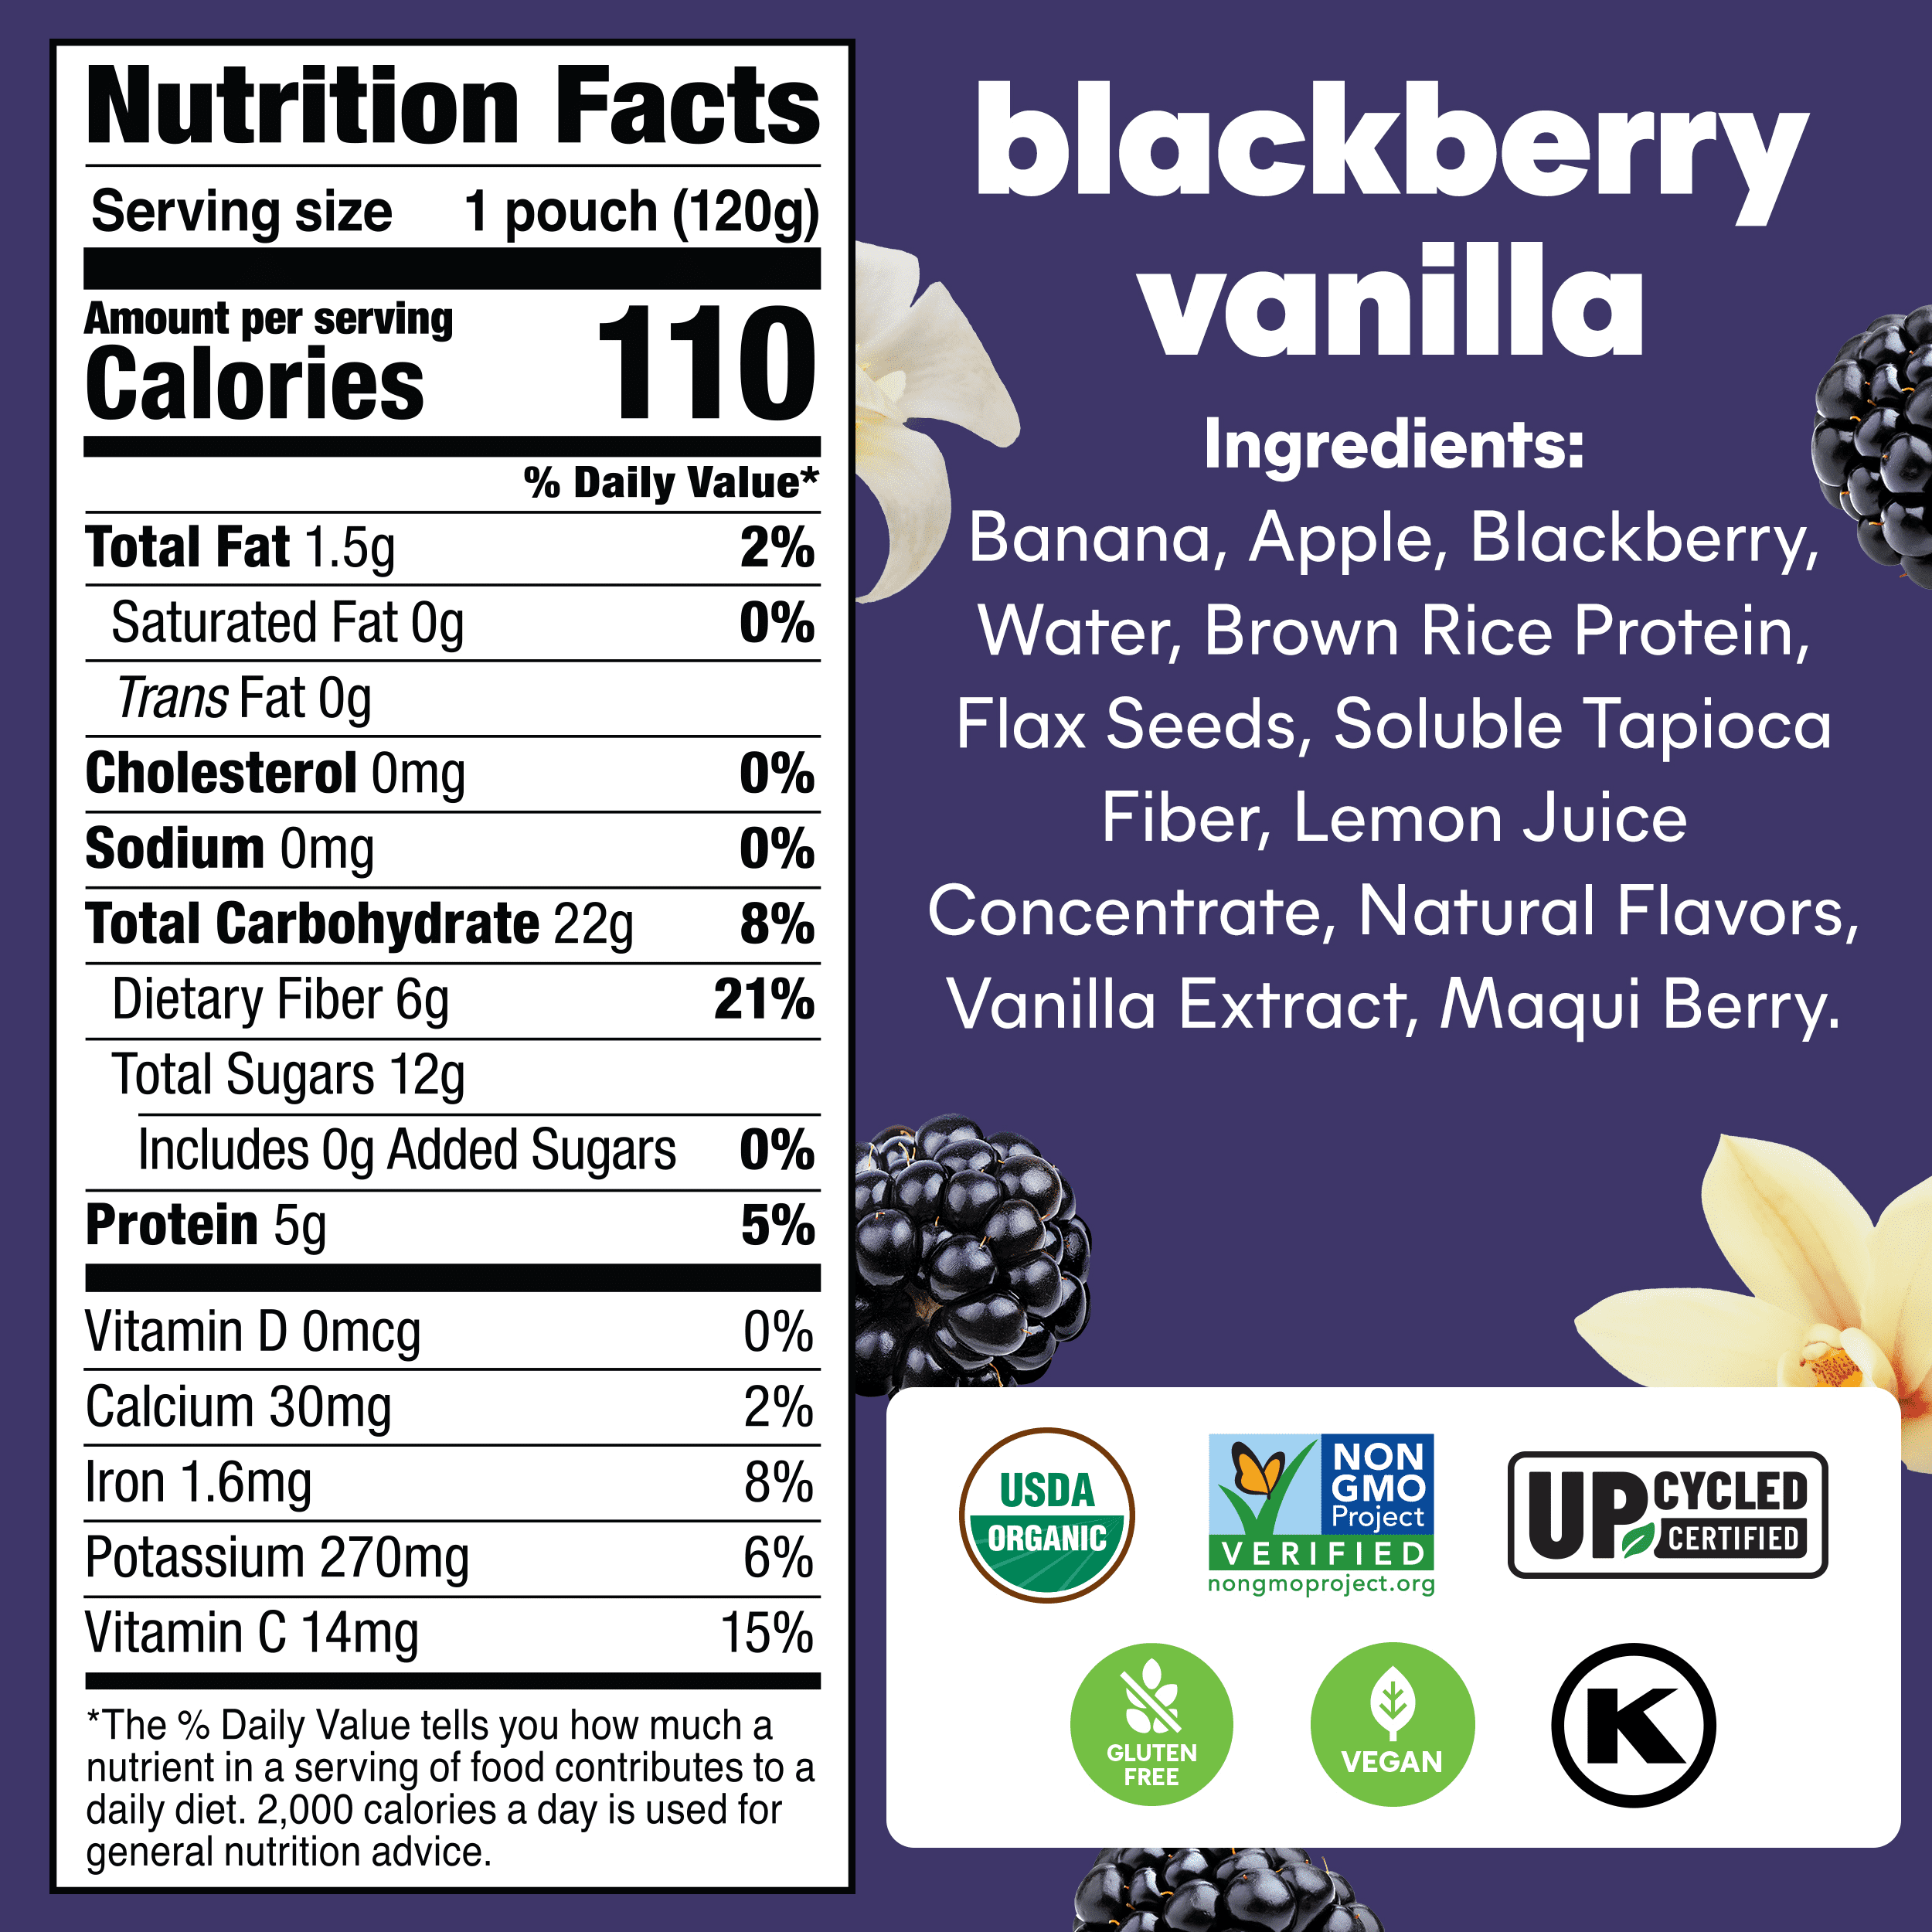 Nutrition Facts
Serving size 1 pouch (120g)
Amount per serving
Calories 110
% Daily Value*
Total Fat 1.5g 2%
Saturated Fat 0g 0%
Trans Fat 0g
Cholesterol 0mg 0%
Sodium 0mg 0%
Total Carbohydrate 22g 8%
Dietary Fiber 6g 21%
Total Sugars 12g
Includes 0g Added Sugars 0%
Protein 5g 5%
Vitamin D 0mcg 0%
Calcium 30mg 2%
Iron 1.6mg 8%
Potassium 270mg 6%
Vitamin C 14mg 15%
*The % Daily Value tells you how much a
nutrient in a serving of food contributes to a
daily diet. 2,000 calories a day is used for
general nutrition advice.
blackberry
vanilla
Ingredients:
Banana, Apple, Blackberry,
Water, Brown Rice Protein,
Flax Seeds, Soluble Tapioca
Fiber, Lemon Juice
Concentrate, Natural Flavors,
Vanilla Extract, Maqui Berry.
USDA
ORGANIC
NON
GMO
Project
VERIFIED
nongmoproject.org
UPCYCLED
CERTIFIED
GLUTEN
FREE
VEGAN
K